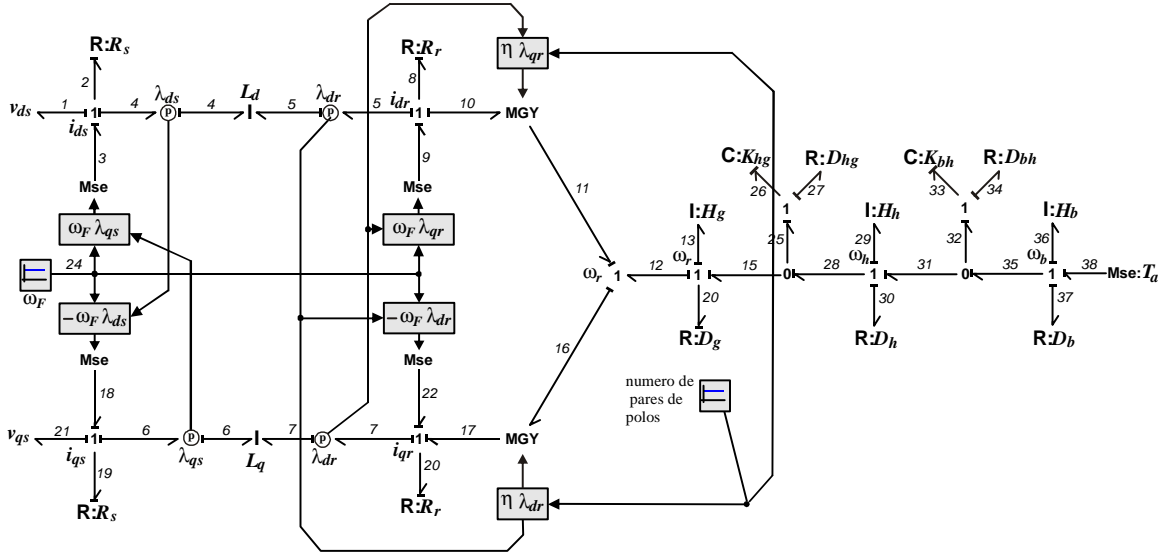 R:Rs
R:Rr
η λqr
2
8
λds
Ld
λdr
idr
vds
1
1
4
P
4
I
5
P
5
1
10
MGY
ids
3
9
C:Khg
R:Dhg
C:Kbh
R:Dbh
Mse
Mse
11
26
27
33
34
ωF λqs
ωF λqr
I:Hg
1
I:Hh
1
I:Hb
13
25
29
32
36
24
ωr
ωr
ωh
ωb
1
12
1
15
0
28
1
31
0
35
1
38
Mse:Ta
ωF
20
30
37
−ωF λds
−ωF λdr
R:Dg
R:Dh
R:Db
Mse
Mse
16
18
22
numero de
pares de
polos
vqs
21
1
6
P
6
I
7
P
7
1
17
MGY
iqs
λqs
Lq
λdr
iqr
19
20
R:Rs
R:Rr
η λdr